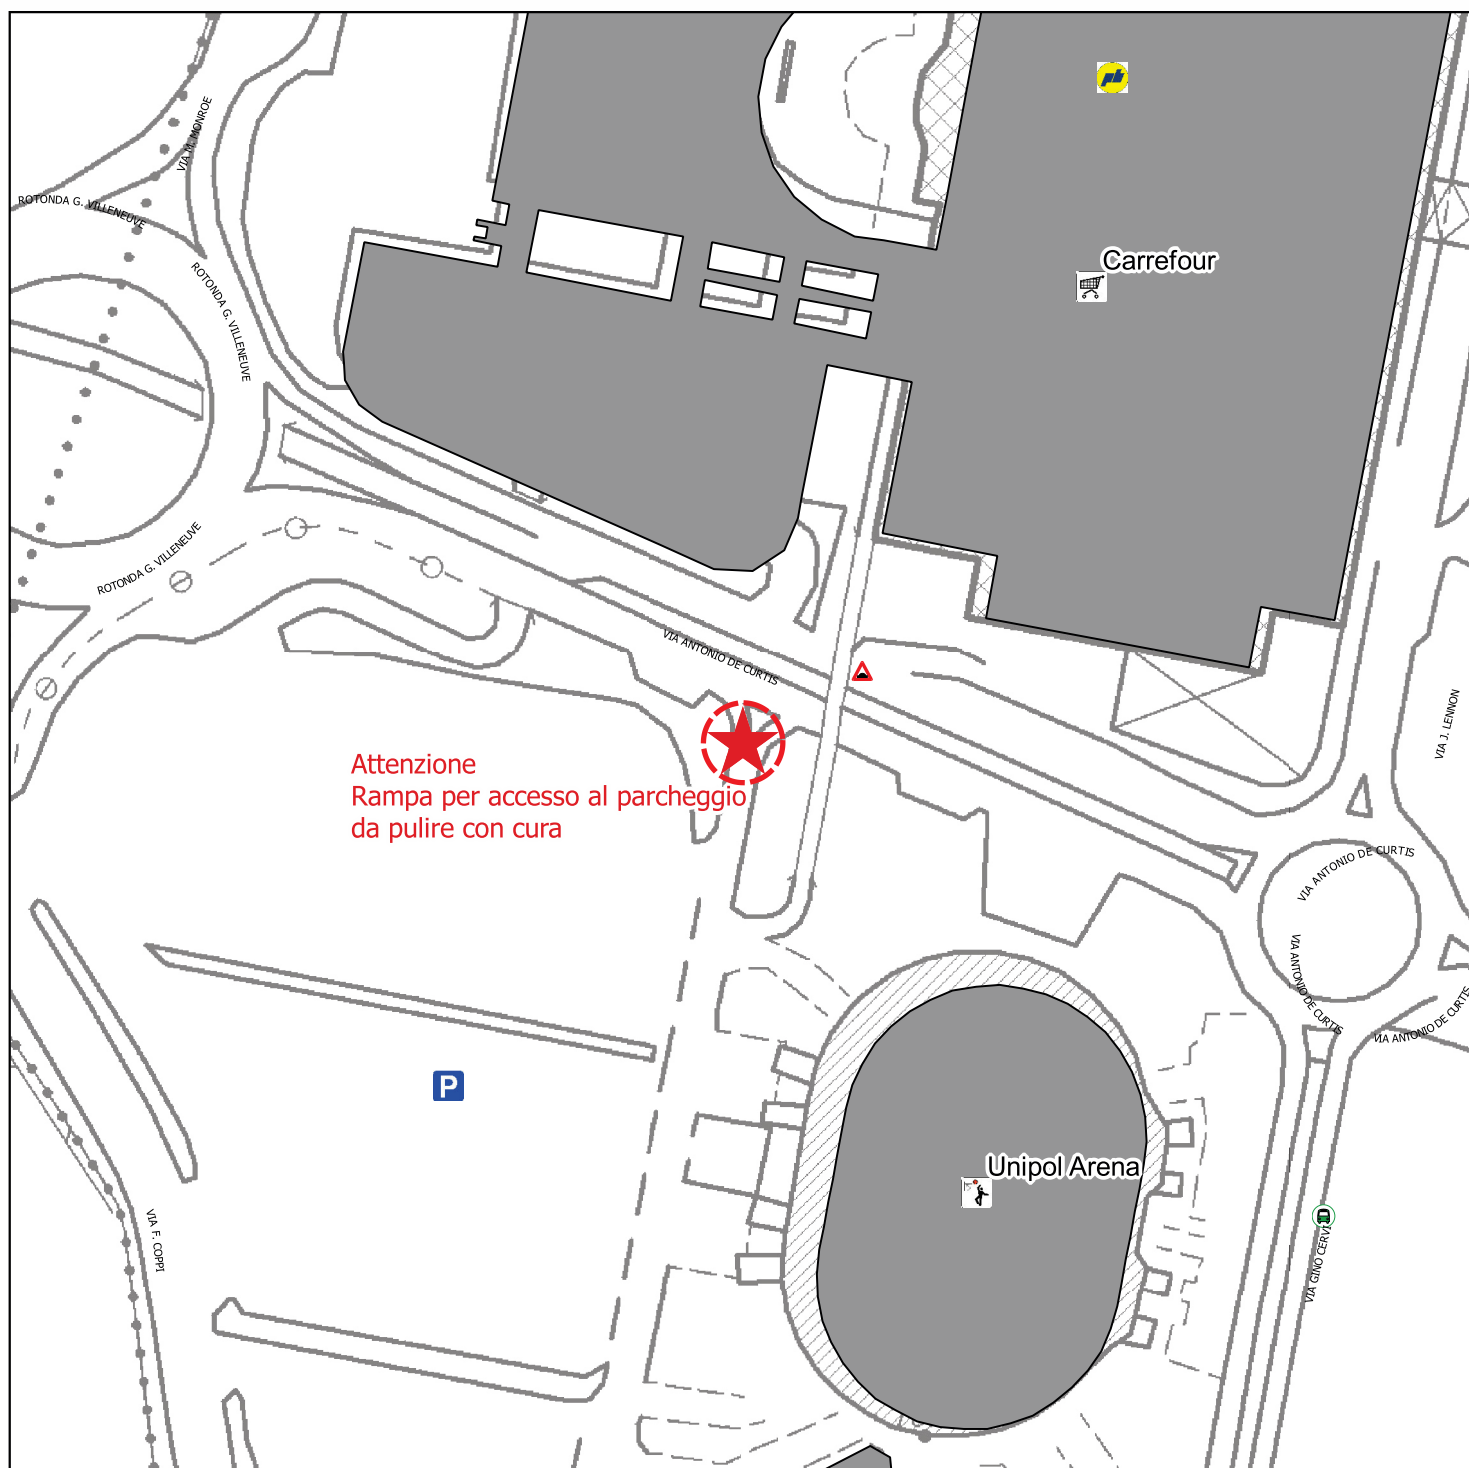 VIA M. MONROE
ROTONDA G. VILLENEUVE
ROTONDA G. VILLENEUVE
Carrefour
ROTONDA G. VILLENEUVE
VIA ANTONIO DE CURTIS
VIA J. LENNON
Attenzione
Rampa per accesso al parcheggio
da pulire con cura
VIA ANTONIO DE CURTIS
VIA ANTONIO DE CURTIS
VIA ANTONIO DE CURTIS
P
Unipol Arena
VIA F. COPPI
VIA GINO CERVI